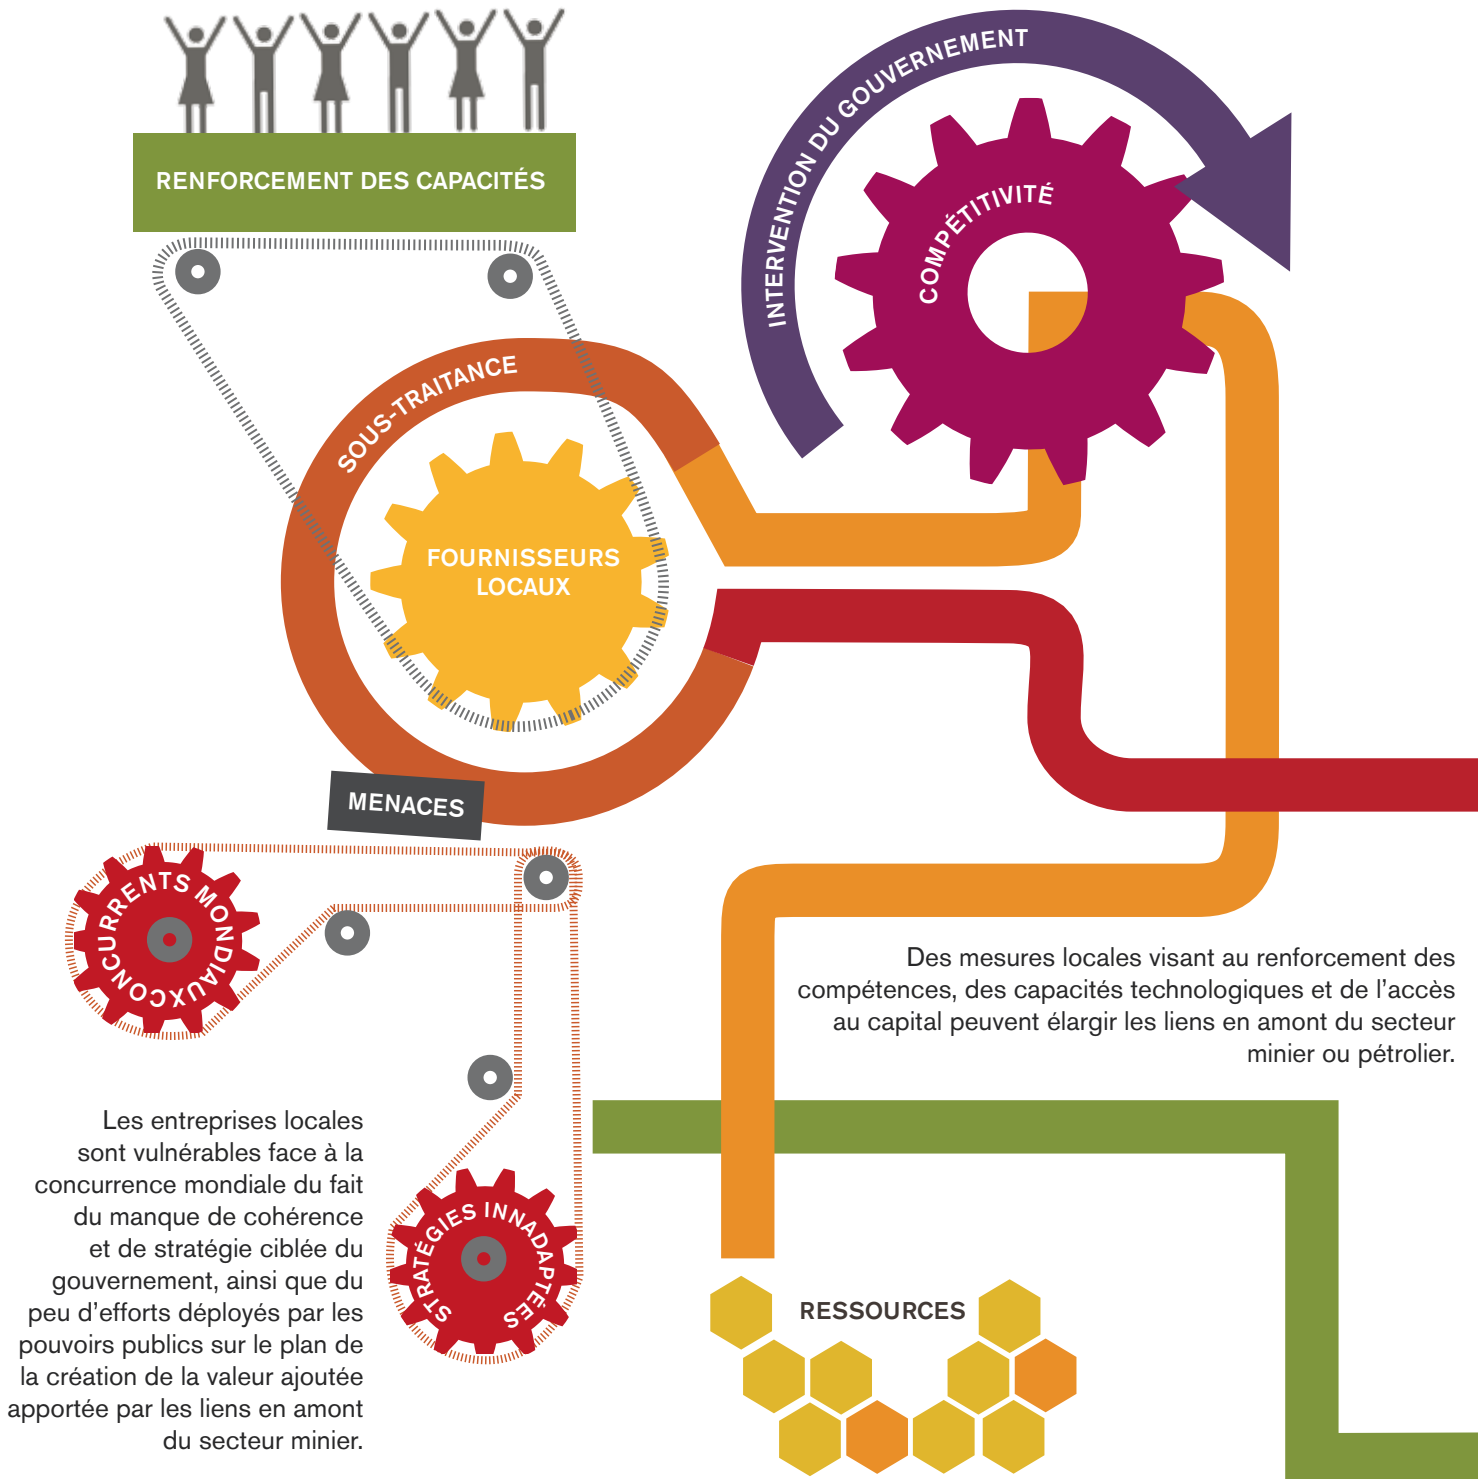 RENFORCEMENT DES CAPACITÉS
INTERVENTION DU GOUVERNEMENT
COMPÉTITIVITÉ
SOUS-TRAITANCE
FOURNISSEURS
LOCAUX
MENACES
CONCURRENTS MONDIAUX
Des mesures locales visant au renforcement des
compétences, des capacités technologiques et de l’accès
au capital peuvent élargir les liens en amont du secteur
minier ou pétrolier.
Les entreprises locales
sont vulnérables face à la
concurrence mondiale du fait
du manque de cohérence
et de stratégie ciblée du
gouvernement, ainsi que du
peu d’efforts déployés par les
pouvoirs publics sur le plan de
la création de la valeur ajoutée
apportée par les liens en amont
du secteur minier.
STRATÉGIES INNADAPTÉES
RESSOURCES